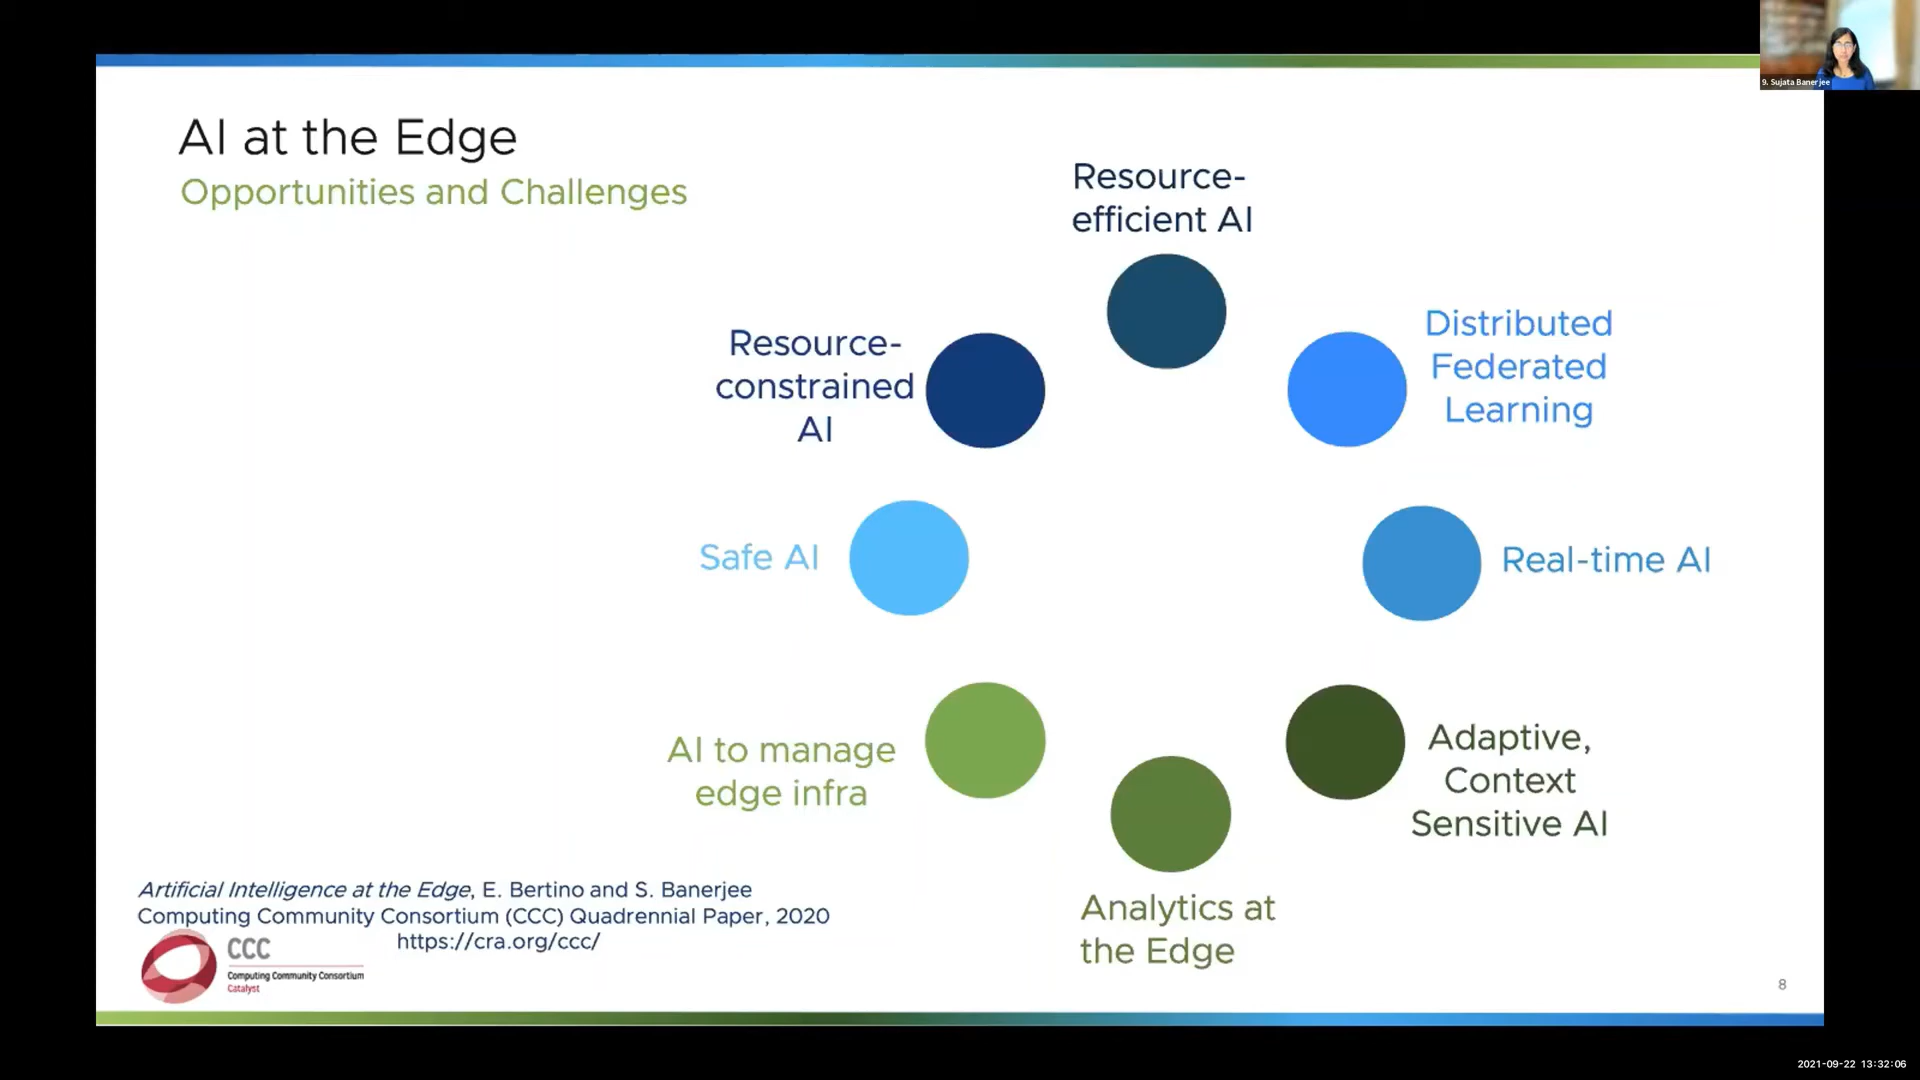 9. Sujata Banerjee
AI at the Edge
Opportunities and Challenges
Resource-
efficient AI
Distributed
Federated
Learning
Resource-
constrained
AI
Safe AI
Real-time AI
AI to manage
edge infra
Adaptive,
Context
Sensitive AI
Analytics at
the Edge
Artificial Intelligence at the Edge, E. Bertino and S. Banerjee
Computing Community Consortium (CCC) Quadrennial Paper, 2020
https://cra.org/ccc/
CCC
Computing Community Consortium
Catalyst
8
2021-09-22 13:32:06